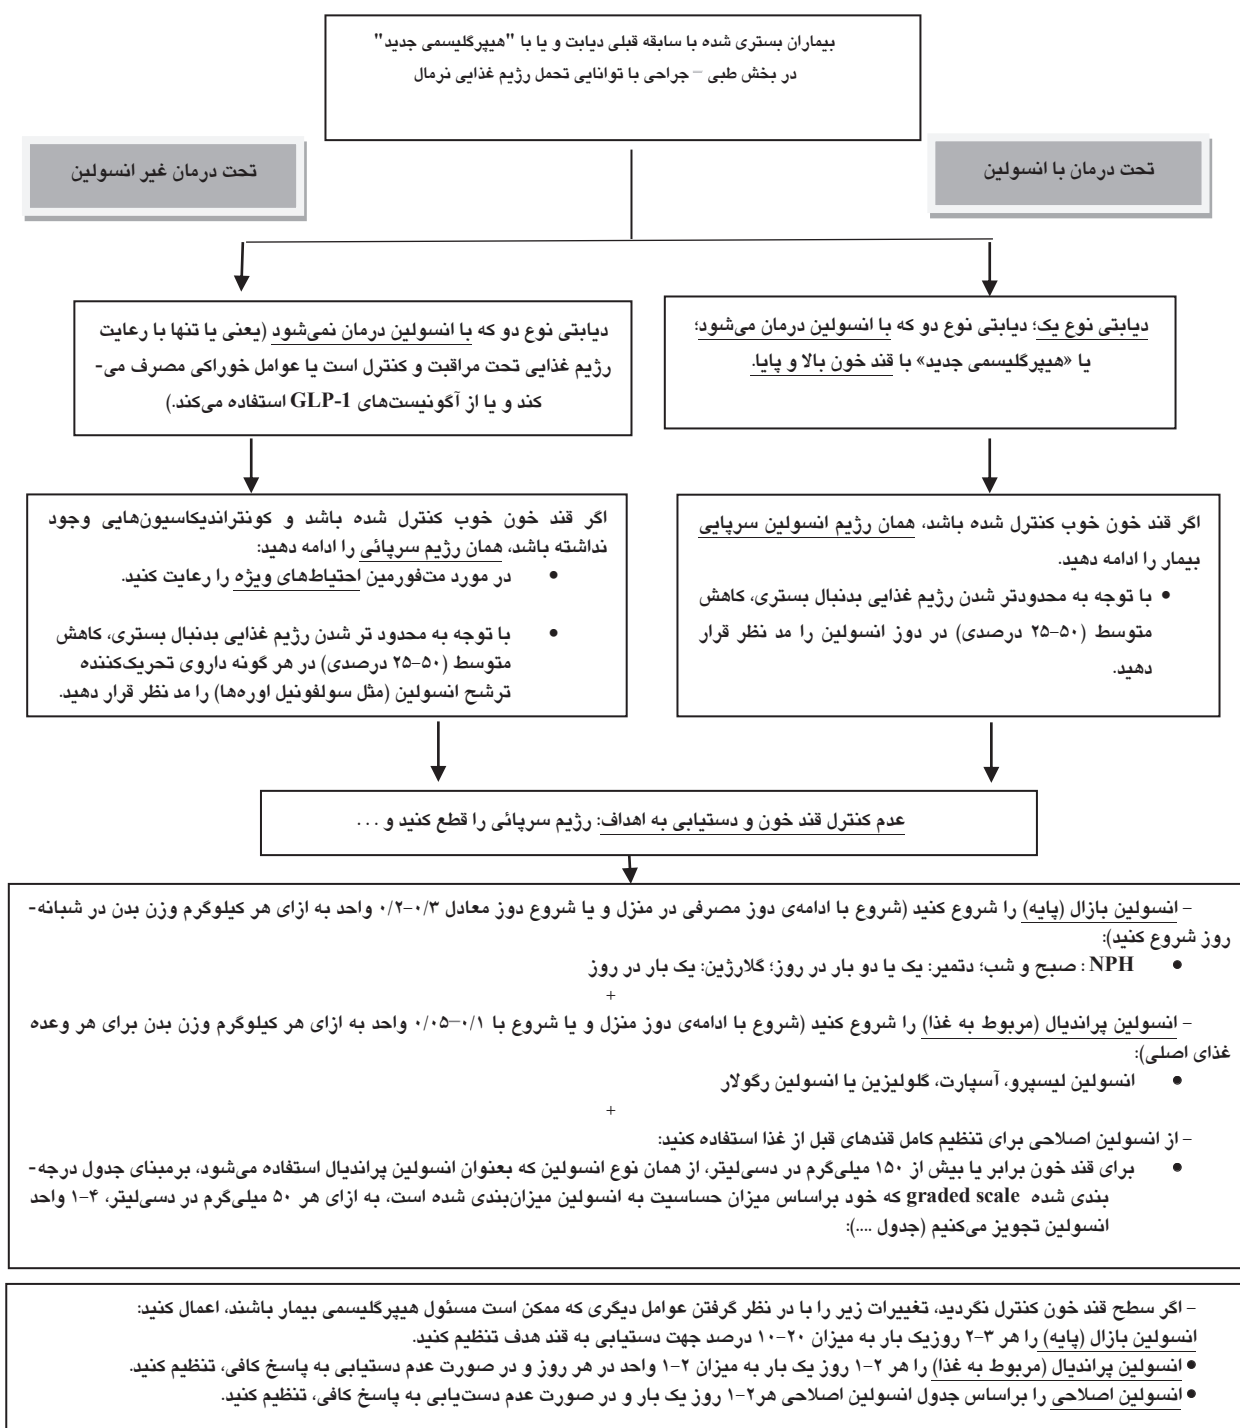 بیماران بستری شده با سابقه قبلی دیابت و یا با "هیپرگلیسمی جدید"
در بخش طبی – جراحی با توانایی تحمل رژیم غذایی نرمال
تحت درمان با انسولین
تحت درمان غیر انسولین
دیابتی نوع یک؛ دیابتی نوع دو که با انسولین درمان می‌شود؛
یا «هیپرگلیسمی جدید» با قند خون بالا و پایا.
دیابتی نوع دو که با انسولین درمان نمی‌شود (یعنی یا تنها با رعایت
رژیم غذایی تحت مراقبت و کنترل است یا عوامل خوراکی مصرف می-
کند و یا از آگونیست‌های GLP-1 استفاده می‌کند.)
اگر قند خون خوب کنترل شده باشد، همان رژیم انسولین سرپایی
بیمار را ادامه دهید.
• با توجه به محدودتر شدن رژیم غذایی بدنبال بستری، کاهش
متوسط (۵۰-۲۵ درصدی) در دوز انسولین را مد نظر قرار
دهید.
اگر قند خون خوب کنترل شده باشد و کونتراندیکاسیون‌هایی وجود
نداشته باشد، همان رژیم سرپائی را ادامه دهید:
• در مورد مت‌فورمین احتیاط‌های ویژه را رعایت کنید.
• با توجه به محدود تر شدن رژیم غذایی بدنبال بستری، کاهش
متوسط (۵۰-۲۵ درصدی) در هر گونه داروی تحریک‌کننده
ترشح انسولین (مثل سولفونیل اوره‌ها) را مد نظر قرار دهید.
عدم کنترل قند خون و دستیابی به اهداف: رژیم سرپائی را قطع کنید و ...
– انسولین بازال (پایه) را شروع کنید (شروع با ادامه‌ی دوز مصرفی در منزل و یا شروع دوز معادل ۰/۳-۰/۲ واحد به ازای هر کیلوگرم وزن بدن در شبانه-
روز شروع کنید):
• NPH : صبح و شب؛ دتمیر: یک یا دو بار در روز؛ گلارژین: یک بار در روز
+
– انسولین پراندیال (مربوط به غذا) را شروع کنید (شروع با ادامه‌ی دوز منزل و یا شروع با ۰/۱–۰/۰۵ واحد به ازای هر کیلوگرم وزن بدن برای هر وعده
غذای اصلی):
• انسولین لیسپرو، آسپارت، گلولیزین یا انسولین رگولار
+
– از انسولین اصلاحی برای تنظیم کامل قندهای قبل از غذا استفاده کنید:
• برای قند خون برابر یا بیش از ۱۵۰ میلی‌گرم در دسی‌لیتر، از همان نوع انسولین که بعنوان انسولین پراندیال استفاده می‌شود، برمبنای جدول درجه-
بندی شده graded scale که خود براساس میزان حساسیت به انسولین میزان‌بندی شده است، به ازای هر ۵۰ میلی‌گرم در دسی‌لیتر، ۴-۱ واحد
انسولین تجویز می‌کنیم (جدول ....):
– اگر سطح قند خون کنترل نگردید، تغییرات زیر را با در نظر گرفتن عوامل دیگری که ممکن است مسئول هیپرگلیسمی بیمار باشند، اعمال کنید:
انسولین بازال (پایه) را هر ۳-۲ روزیک بار به میزان ۲۰-۱۰ درصد جهت دستیابی به قند هدف تنظیم کنید.
• انسولین پراندیال (مربوط به غذا) را هر ۲-۱ روز یک بار به میزان ۲-۱ واحد در هر روز و در صورت عدم دستیابی به پاسخ کافی، تنظیم کنید.
• انسولین اصلاحی را براساس جدول انسولین اصلاحی هر۲-۱ روز یک بار و در صورت عدم دست‌یابی به پاسخ کافی، تنظیم کنید.